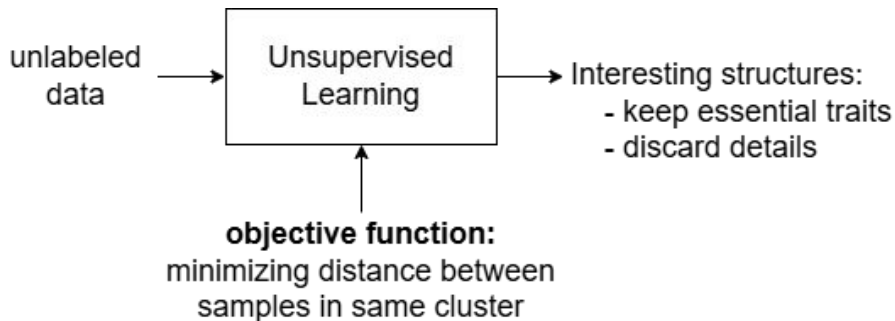 unlabeled
data
Unsupervised
Learning
Interesting structures:
- keep essential traits
- discard details
objective function:
minimizing distance between
samples in same cluster